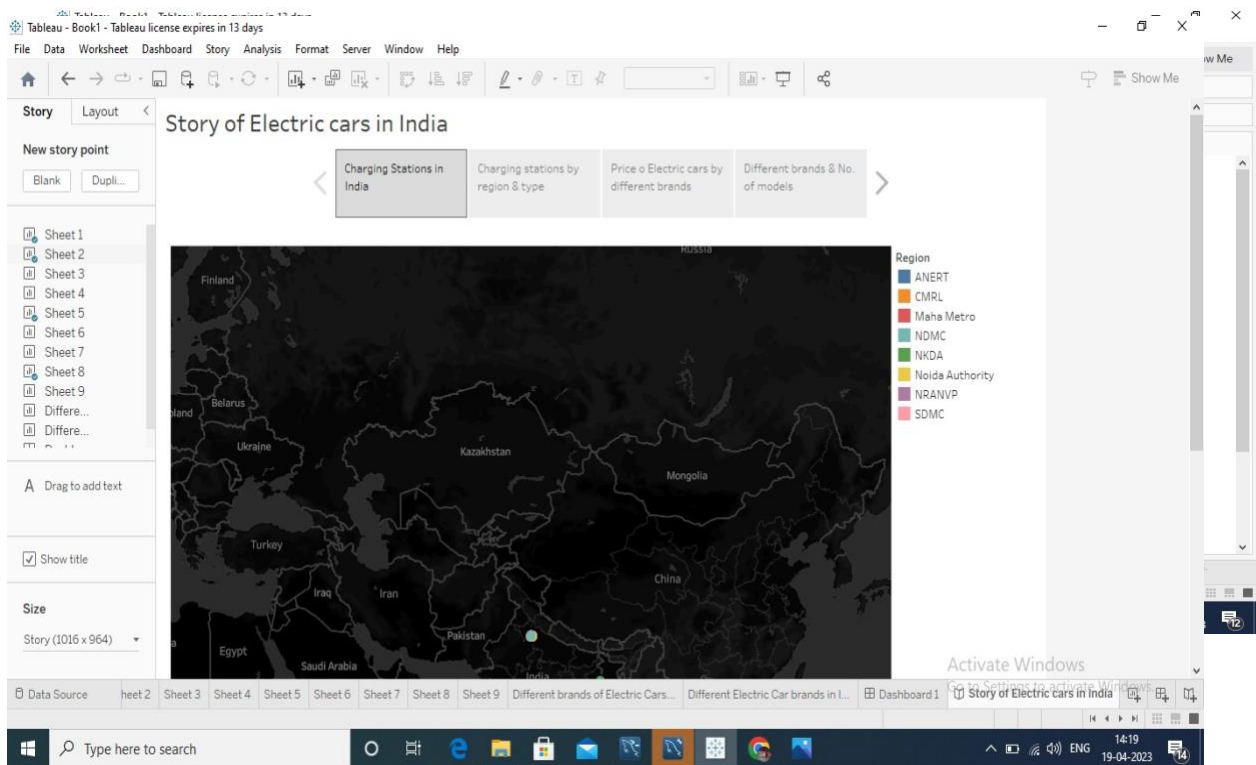 Tableau - Book1 - Tableau license expires in 13 days
File Data Worksheet Dashboard Story Analysis Format Server Window Help
Show Me
Story Layout
New story point
Blank Dupli...
Sheet 1
Sheet 2
Sheet 3
Sheet 4
Sheet 5
Sheet 6
Sheet 7
Sheet 8
Sheet 9
Differe...
Differe...
A Drag to add text
Show title
Size
Story (1016 x 964)
Story of Electric cars in India
Charging Stations in
India
Charging stations by
region & type
Price o Electric cars by
different brands
Different brands & No.
of models
Russia
Finland
Belarus
land
Ukraine
Kazakhstan
Mongolia
Turkey
China
Iraq
Iran
Pakistan
Egypt
Saudi Arabia
India
Region
ANERT
CMRL
Maha Metro
NDMC
NKDA
Noida Authority
NRANVP
SDMC
Activate Windows
Go to Settings to activate Windows.
Data Source heet 2 Sheet 3 Sheet 4 Sheet 5 Sheet 6 Sheet 7 Sheet 8 Sheet 9 Different brands of Electric Cars... Different Electric Car brands in I... Dashboard 1 Story of Electric cars in India
Type here to search
ENG
14:19
19-04-2023
14
ow Me
12